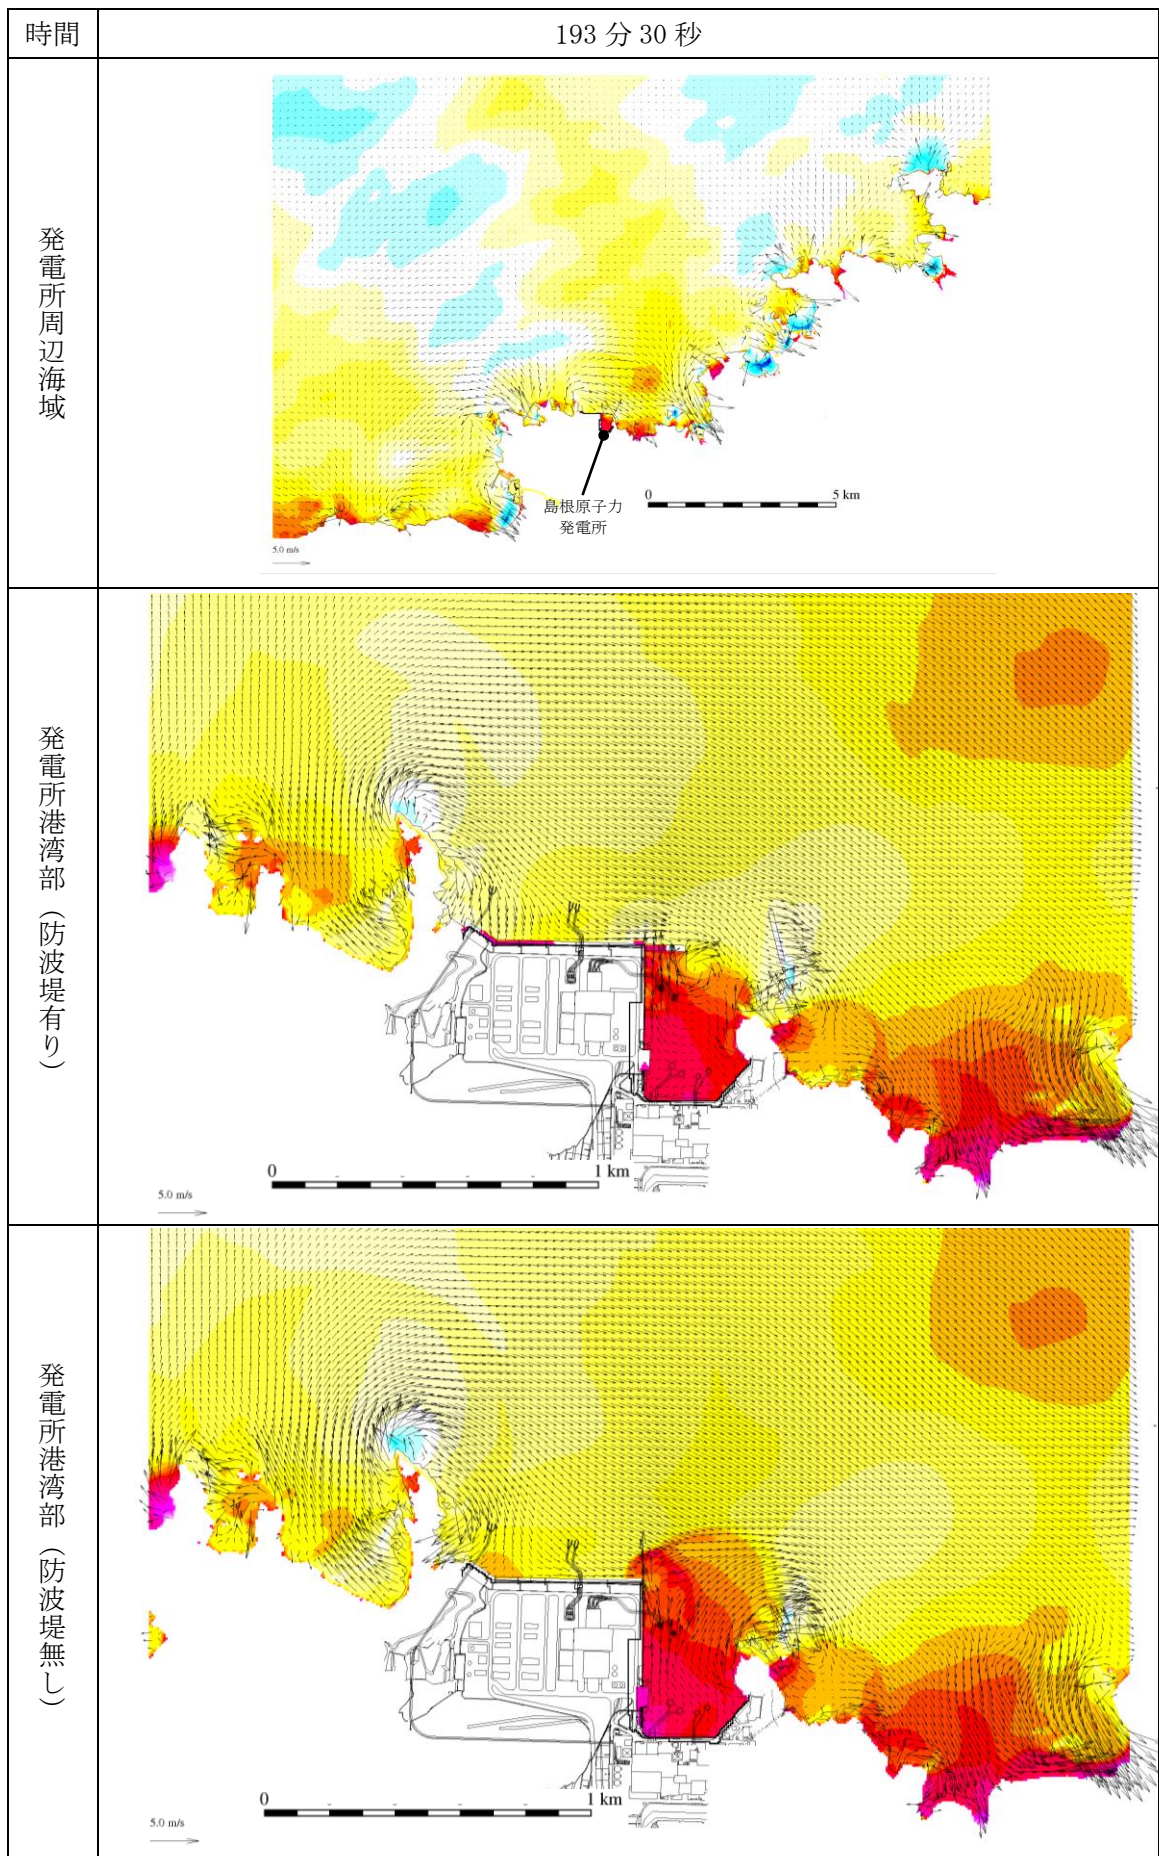 時間
193 分 30 秒
発電所周辺海域
島根原子力
発電所
0 5 km
5.0 m/s
発電所港湾部（防波堤有り）
0 1 km
5.0 m/s
発電所港湾部（防波堤無し）
0 1 km
5.0 m/s